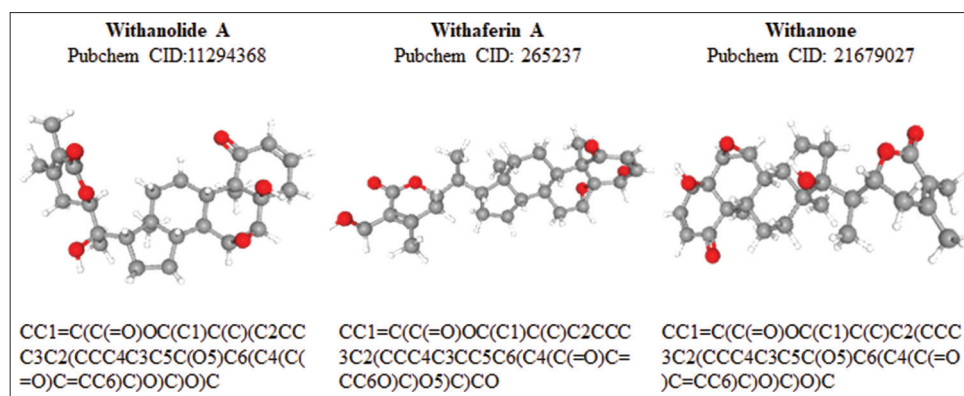 Withanolide A
Pubchem CID:11294368
CC1=C(C(=O)OC(C1)C(C)(C2CC
C3C2(CCC4C3C5C(O5)C6(C4(C(
=O)C=CC6)C)O)C)O)C
Withaferin A
Pubchem CID: 265237
CC1=C(C(=O)OC(C1)C(C)C2CCC
3C2(CCC4C3CC5C6(C4(C(=O)C=
CC6O)C)O5)C)CO
Withanone
Pubchem CID: 21679027
CC1=C(C(=O)OC(C1)C(C)C2(CCC
3C2(CCC4C3C5C(O5)C6(C4(C(=O
)C=CC6)C)O)C)O)C